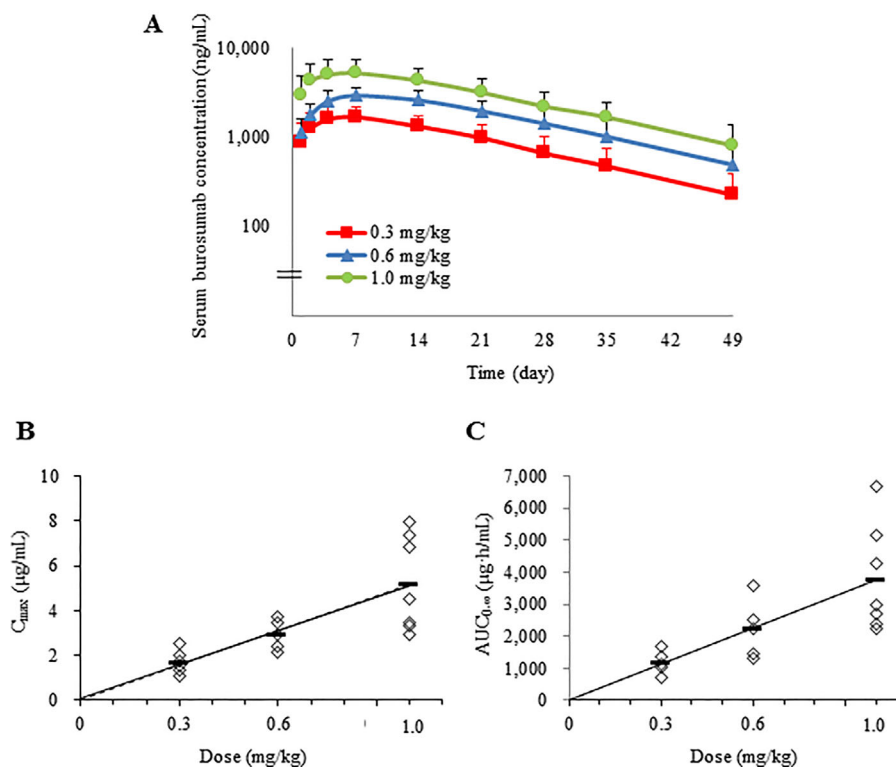 A
Serum burosumab concentration (ng/mL)
10,000
1,000
100
0.3 mg/kg
0.6 mg/kg
1.0 mg/kg
0 7 14 21 28 35 42 49
Time (day)
B
Cmax (μg/mL)
10
8
6
4
2
0
0 0.3 0.6 1.0
Dose (mg/kg)
C
AUC0-∞ (μg·h/mL)
7,000
6,000
5,000
4,000
3,000
2,000
1,000
0
0 0.3 0.6 1.0
Dose (mg/kg)